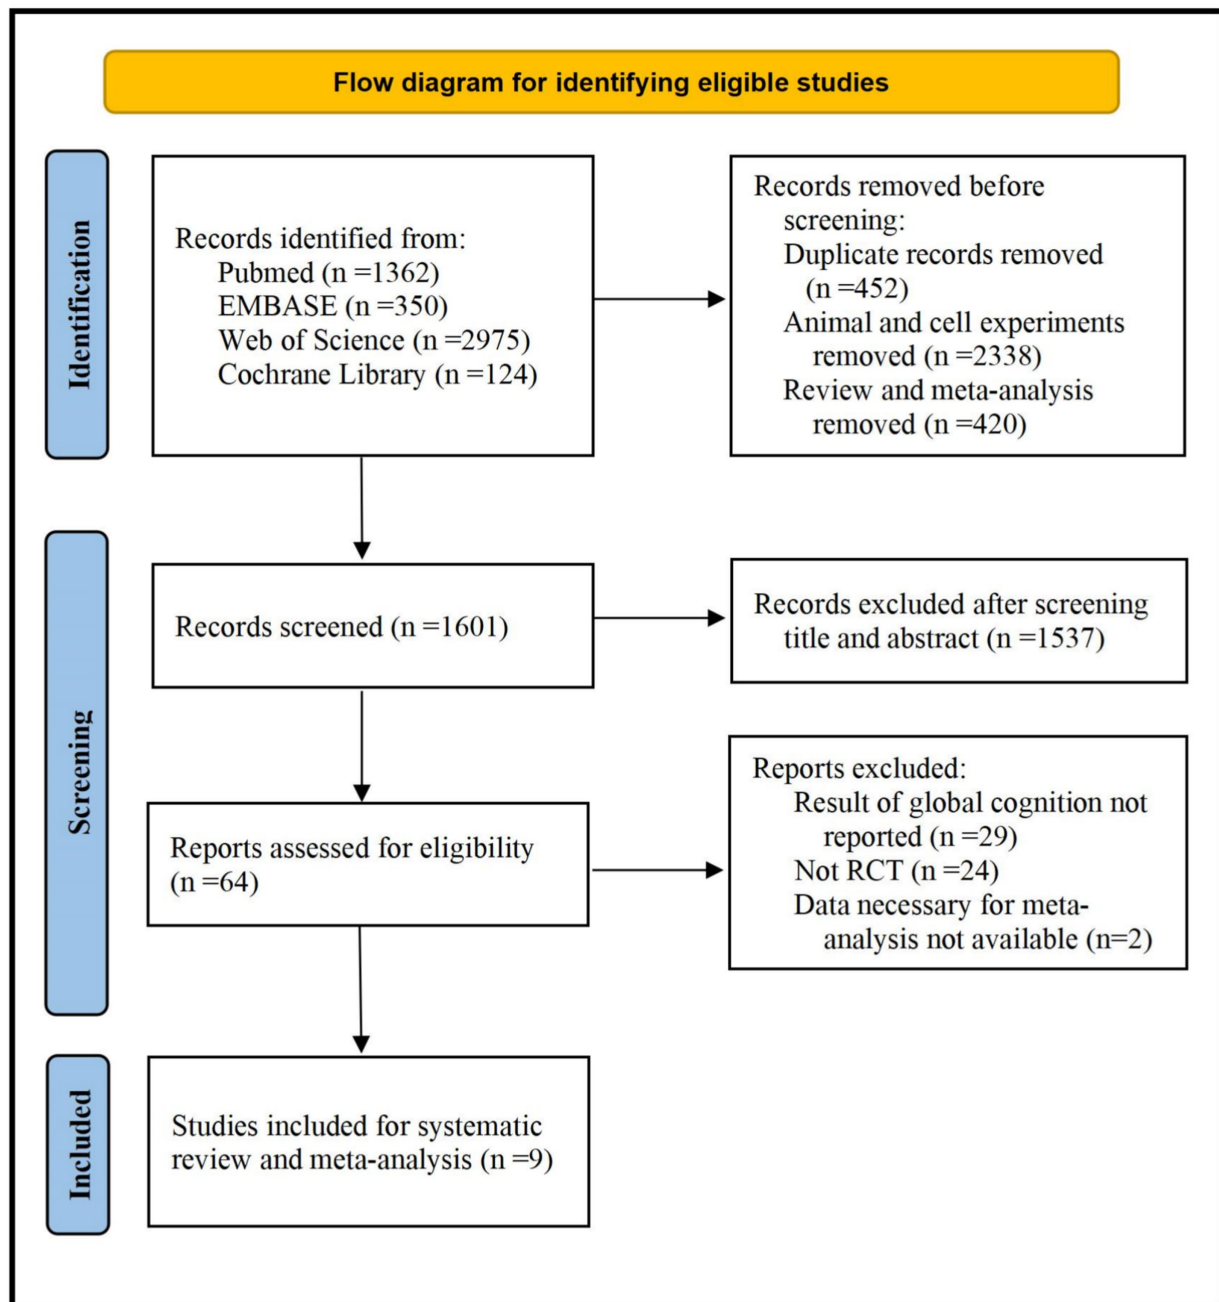 Flow diagram for identifying eligible studies
Identification
Records identified from:
Pubmed (n =1362)
EMBASE (n =350)
Web of Science (n =2975)
Cochrane Library (n =124)
Records removed before
screening:
Duplicate records removed
(n =452)
Animal and cell experiments
removed (n =2338)
Review and meta-analysis
removed (n =420)
Screening
Records screened (n =1601)
Records excluded after screening
title and abstract (n =1537)
Reports assessed for eligibility
(n =64)
Reports excluded:
Result of global cognition not
reported (n =29)
Not RCT (n =24)
Data necessary for meta-
analysis not available (n=2)
Included
Studies included for systematic
review and meta-analysis (n =9)